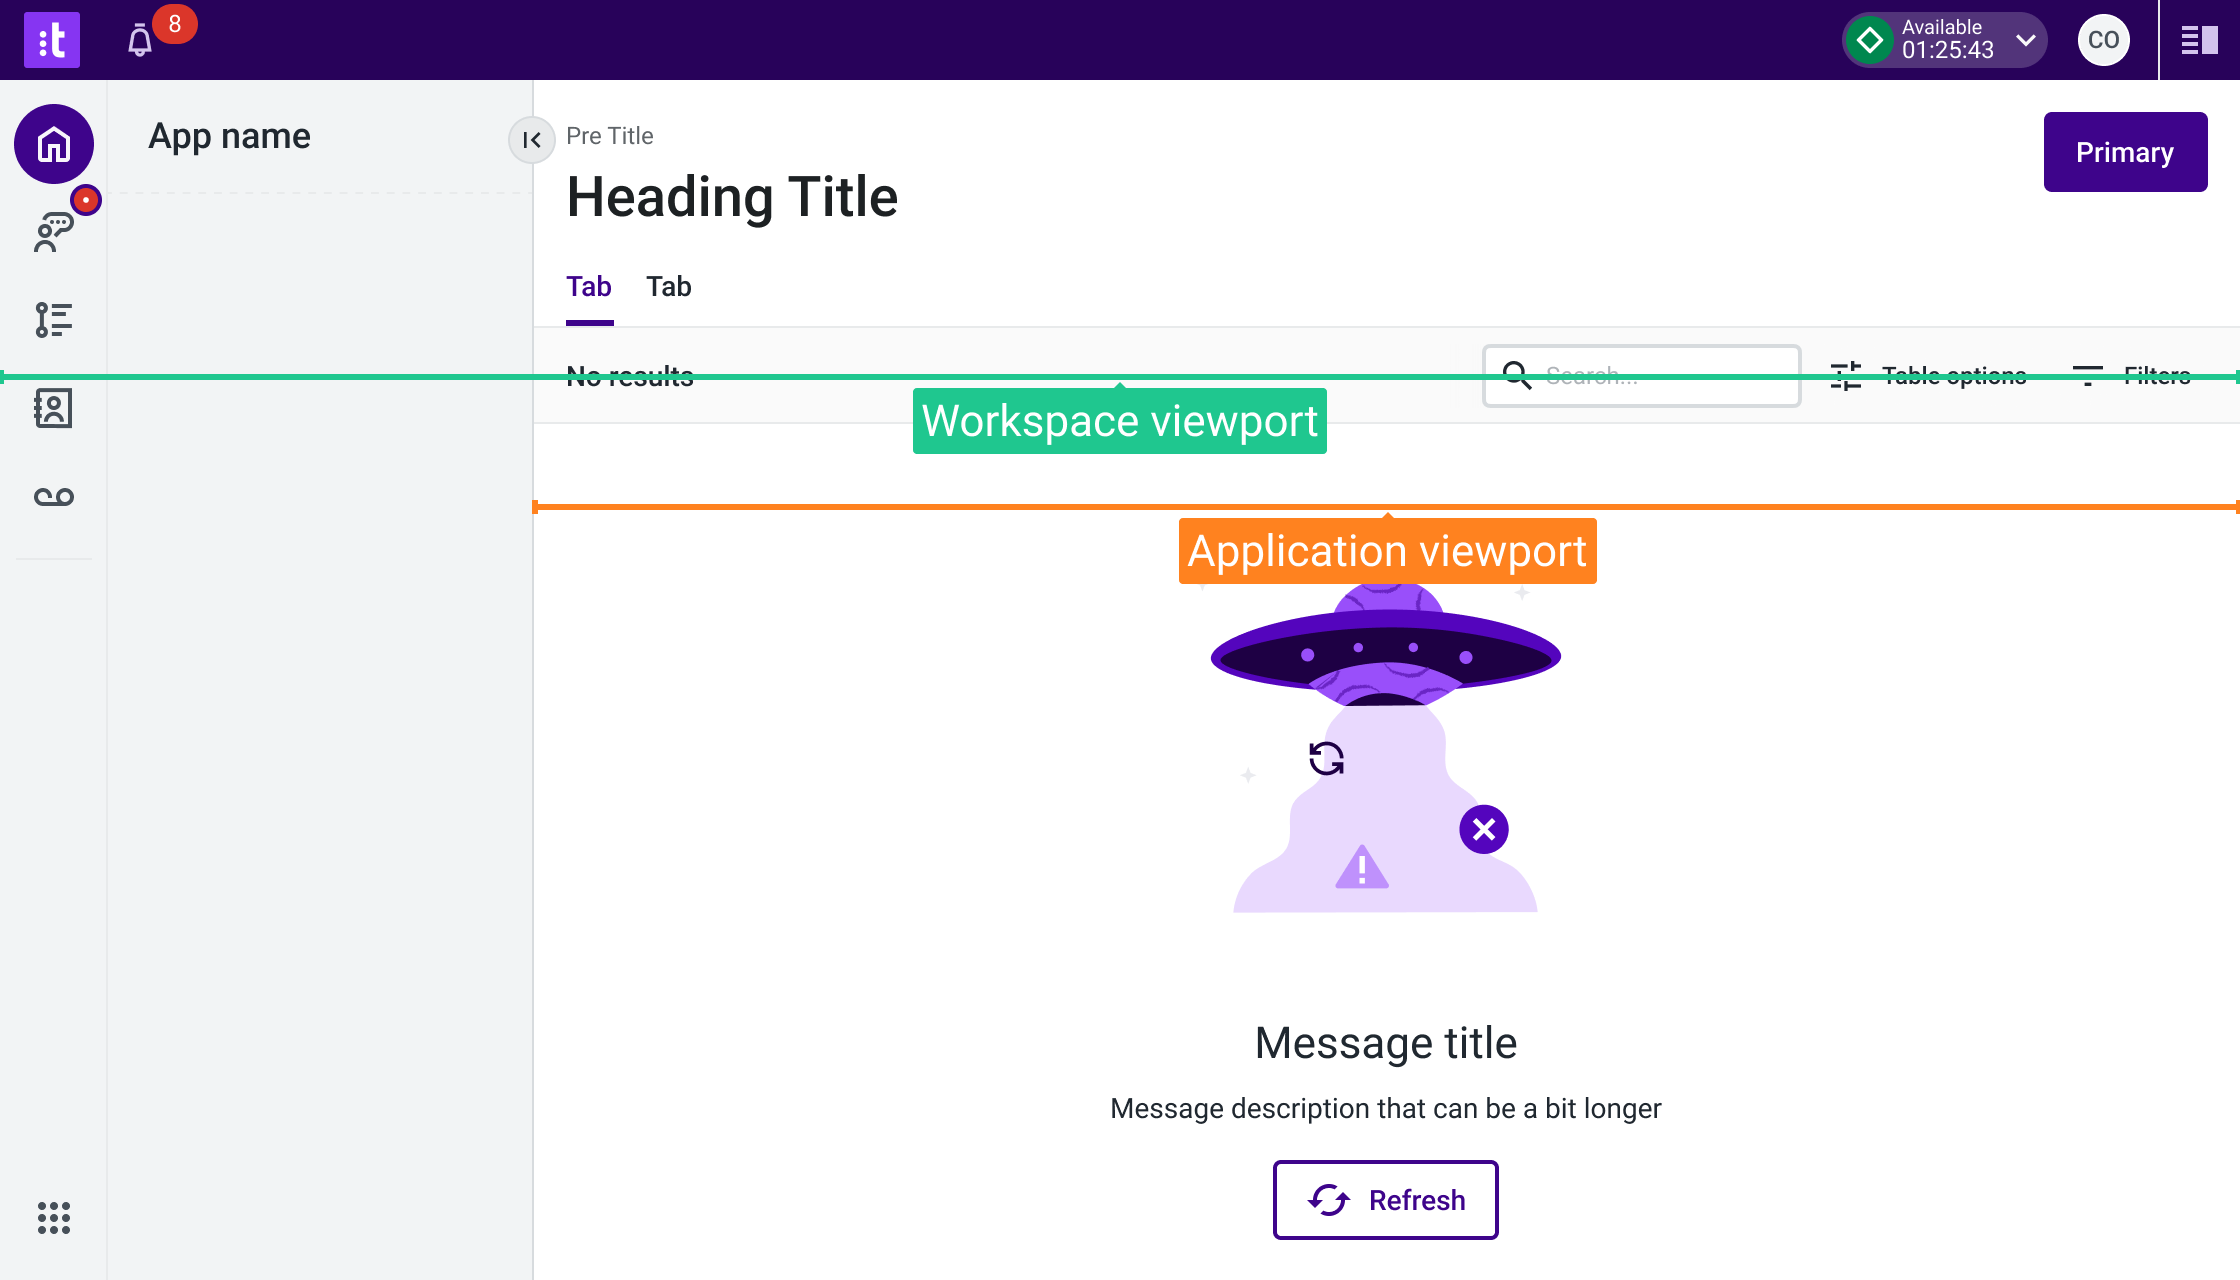 :t
8
Available
01:25:43
CO
App name
Pre Title
Heading Title
Primary
Tab Tab
No results
Search...
Table options
Filters
Workspace viewport
Application viewport
Message title
Message description that can be a bit longer
Refresh